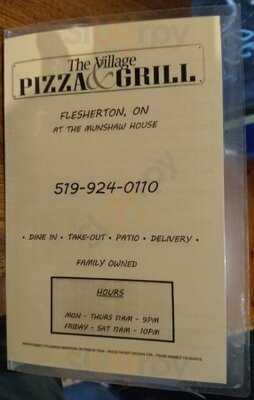 The Village
PIZZA & GRILL
FLESHERTON, ON
AT THE MUNSHAW HOUSE
519-924-0110
• DINE IN • TAKE-OUT • PATIO • DELIVERY •
FAMILY OWNED
HOURS
MON - THURS 11AM - 9PM
FRIDAY - SAT 11AM - 10PM